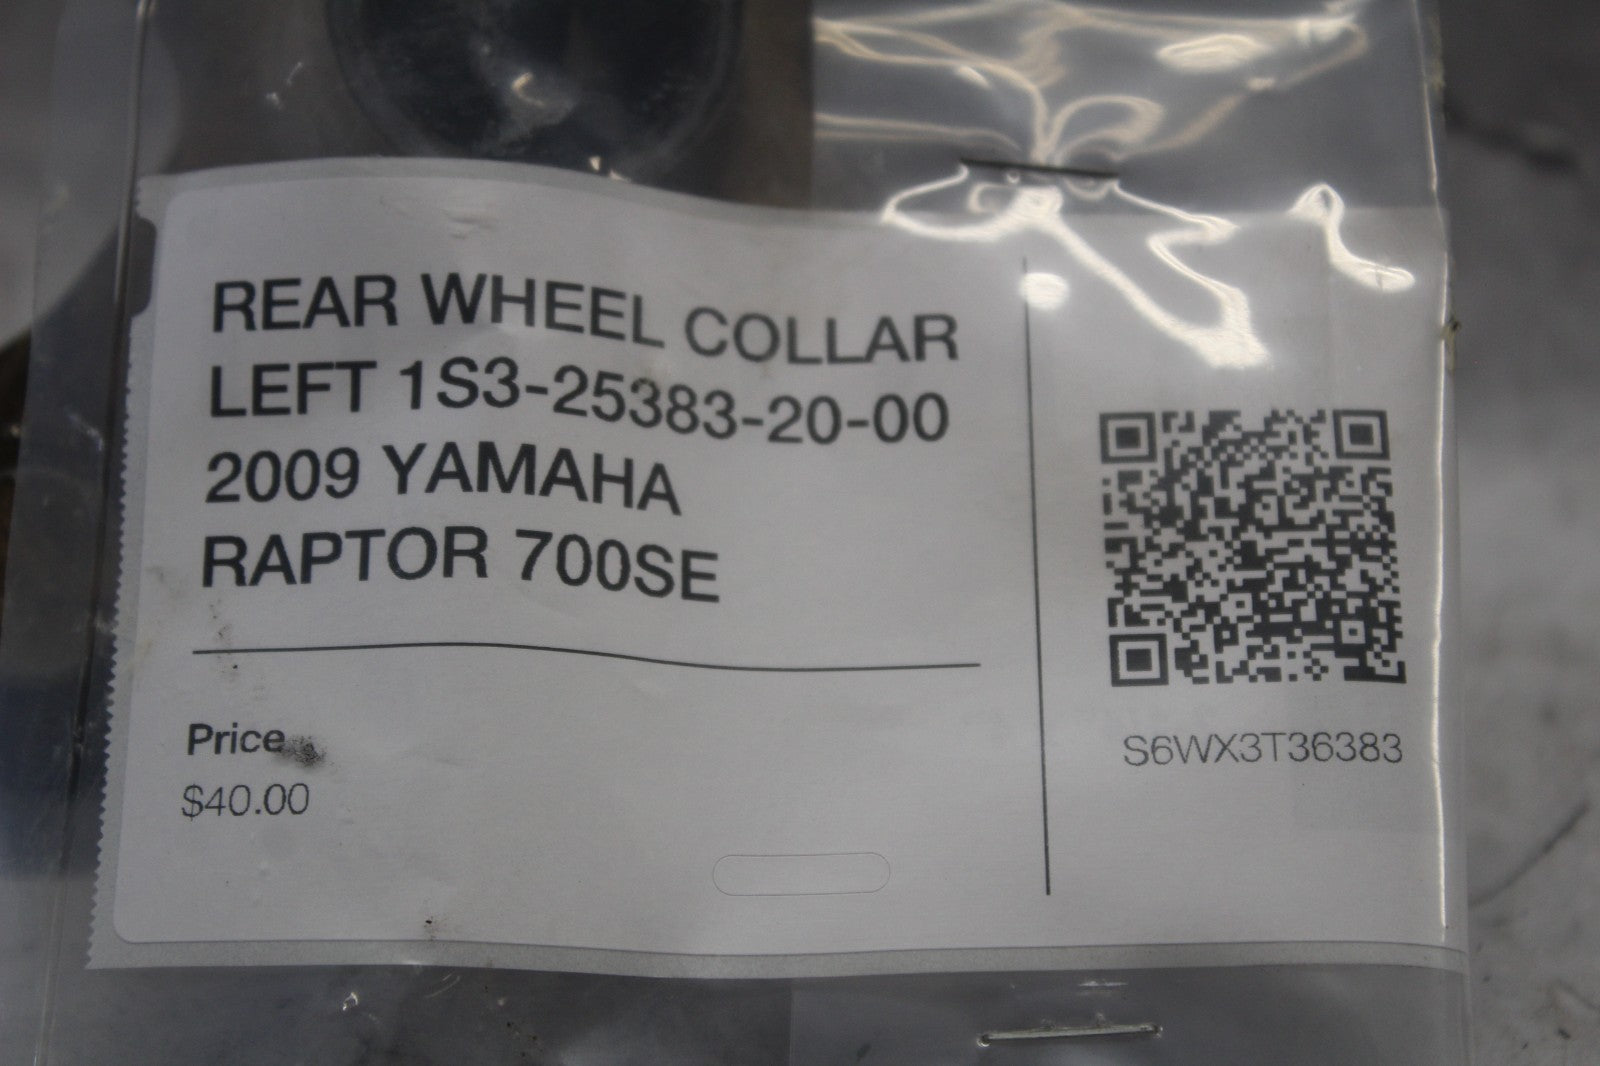 REAR WHEEL COLLAR
LEFT 1S3-25383-20-00
2009 YAMAHA
RAPTOR 700SE
Price
$40.00
S6WX3T36383